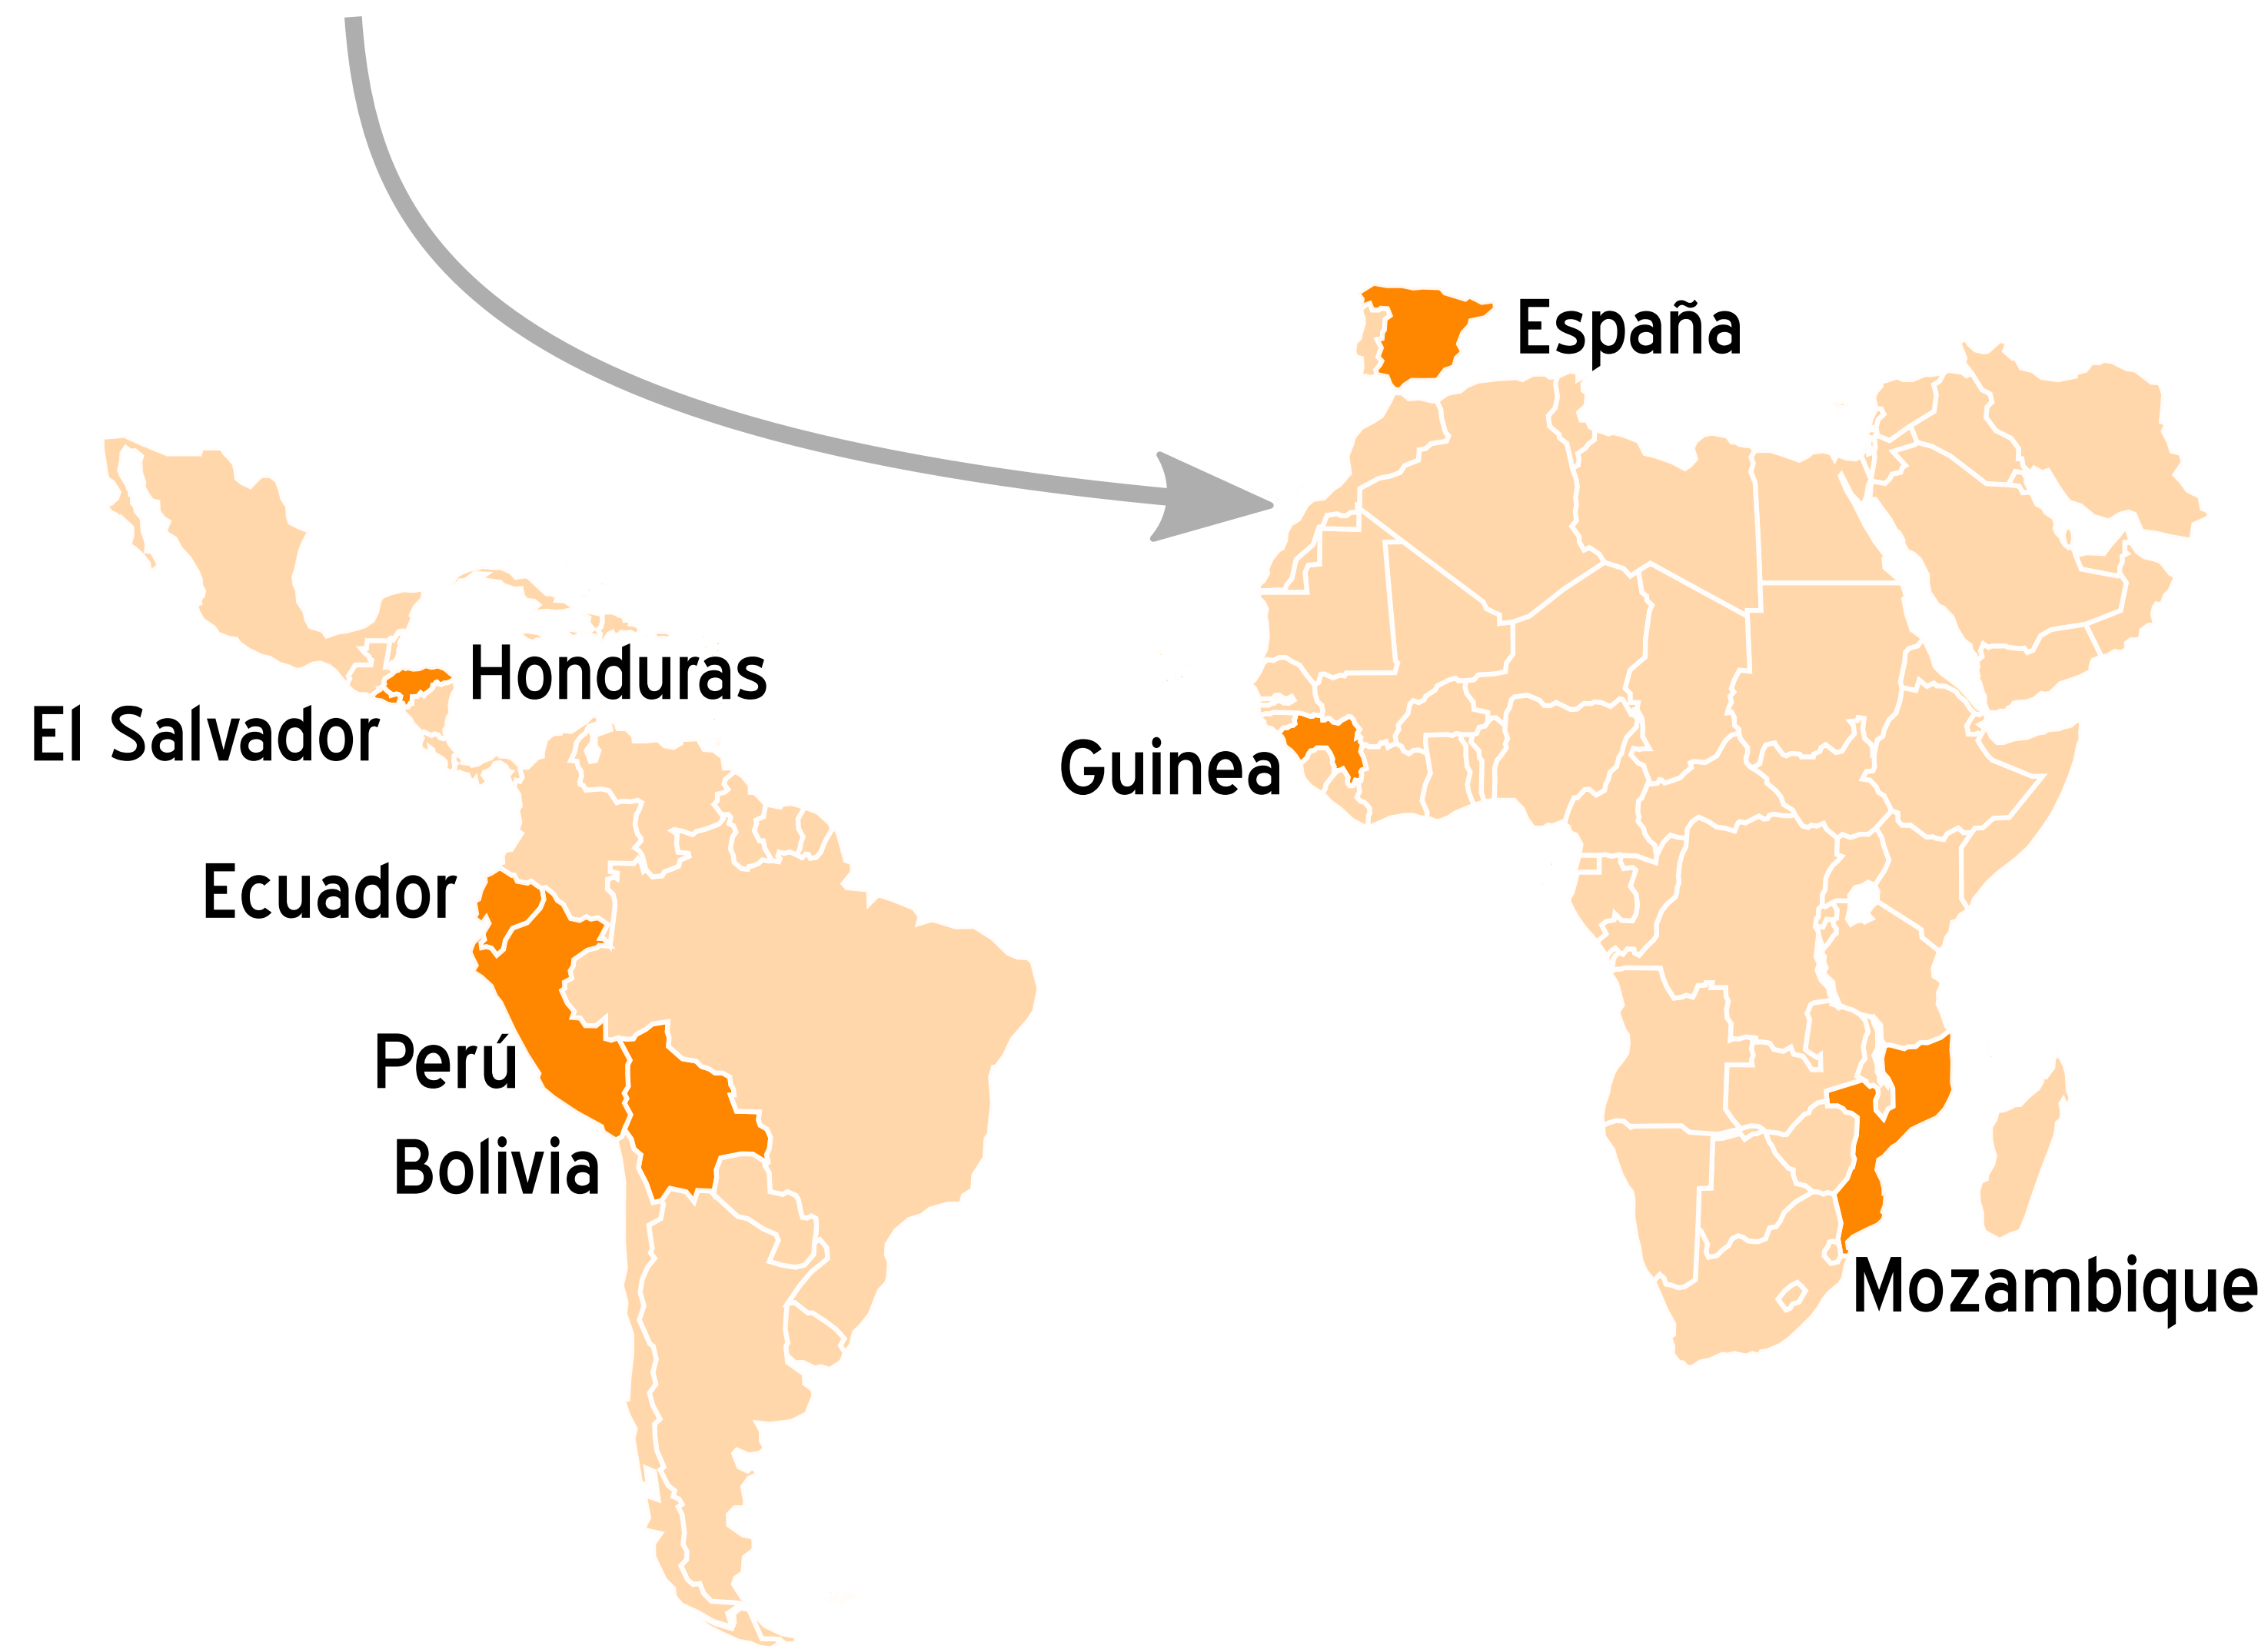 España
Honduras
El Salvador
Guinea
Ecuador
Perú
Bolivia
Mozambique